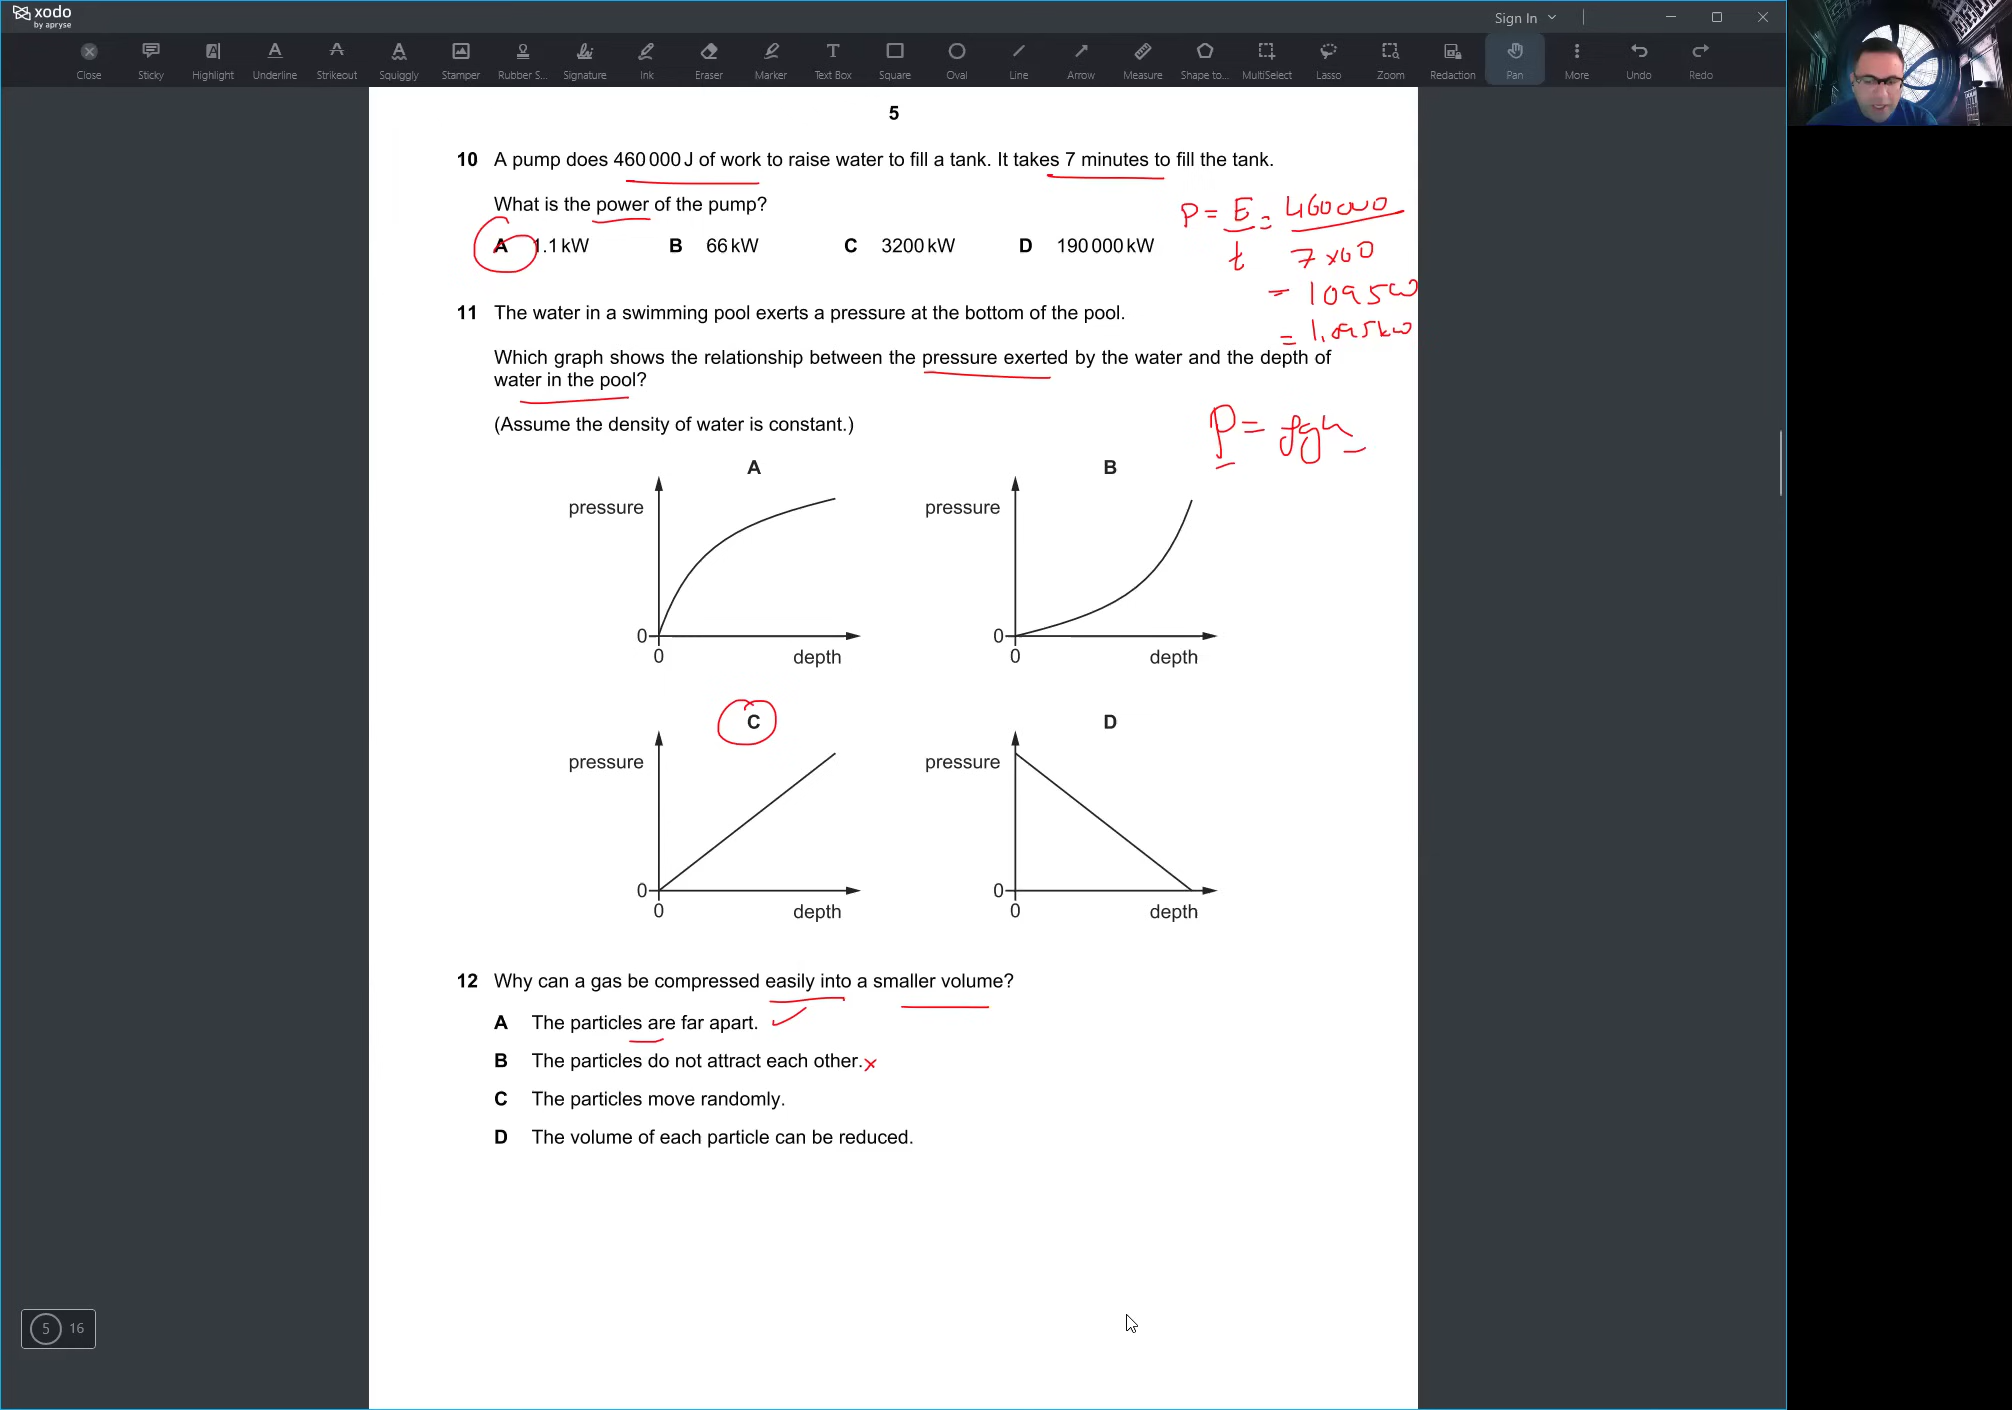 xodo
by apryse
Sign In
Close Sticky Highlight Underline Strikeout Squiggly Stamper Rubber S... Signature Ink Eraser Marker Text Box Square Oval Line Arrow Measure Shape to... MultiSelect Lasso Zoom Redaction Pan More Undo Redo
5
10 A pump does 460 000 J of work to raise water to fill a tank. It takes 7 minutes to fill the tank.
What is the power of the pump?
A 1.1 kW B 66 kW C 3200 kW D 190 000 kW
P = E = 460000
t 7 x60
= 1095W
= 1.095kW
11 The water in a swimming pool exerts a pressure at the bottom of the pool.
Which graph shows the relationship between the pressure exerted by the water and the depth of
water in the pool?
(Assume the density of water is constant.)
P = ρgh
A B
pressure pressure
0 0
0 depth 0 depth
C D
pressure pressure
0 0
0 depth 0 depth
12 Why can a gas be compressed easily into a smaller volume?
A The particles are far apart. ✓
B The particles do not attract each other. x
C The particles move randomly.
D The volume of each particle can be reduced.
5 16